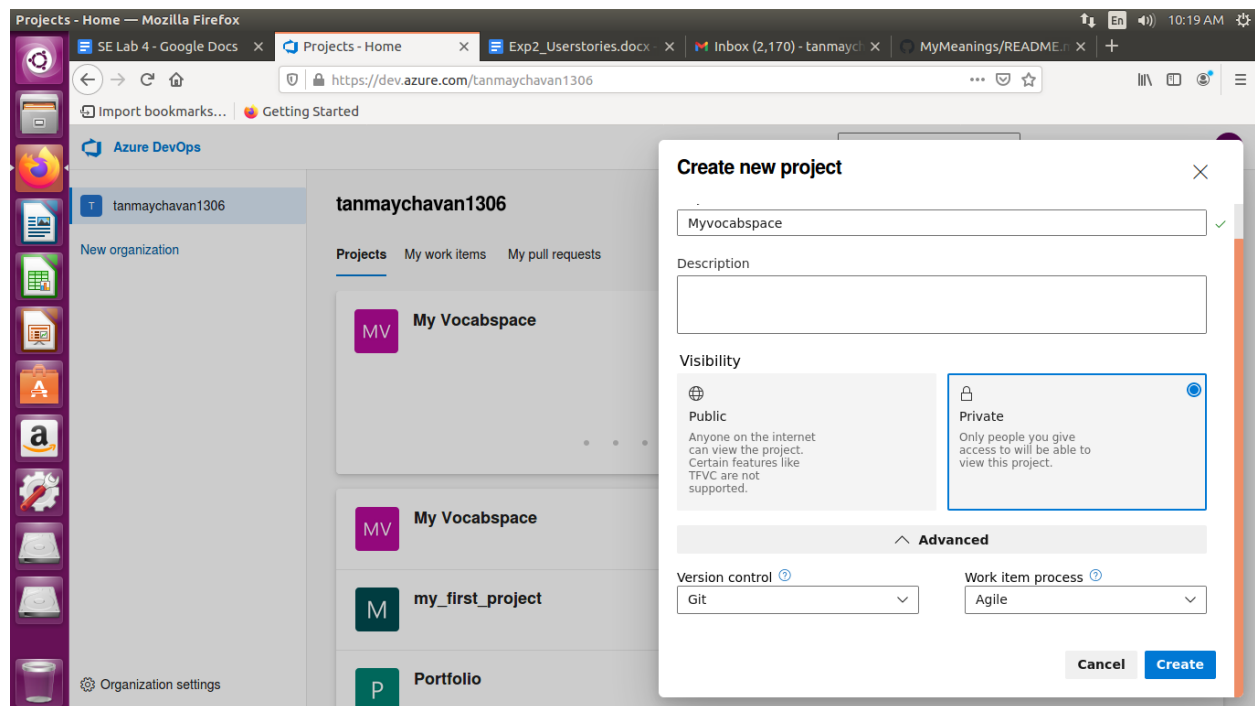 Projects - Home — Mozilla Firefox
En
10:19 AM
SE Lab 4 - Google Docs
Projects - Home
Exp2_Userstories.docx -
Inbox (2,170) - tanmaych
MyMeanings/README.m
https://dev.azure.com/tanmaychavan1306
Import bookmarks...
Getting Started
Azure DevOps
T
tanmaychavan1306
New organization
Organization settings
tanmaychavan1306
Projects
My work items
My pull requests
MV
My Vocabspace
MV
My Vocabspace
M
my_first_project
P
Portfolio
Create new project
Myvocabspace
Description
Visibility
Public
Anyone on the internet
can view the project.
Certain features like
TFVC are not
supported.
Private
Only people you give
access to will be able to
view this project.
Advanced
Version control
Git
Work item process
Agile
Cancel
Create